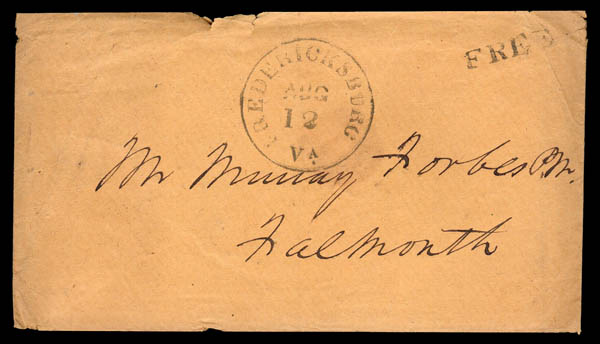 FREDERICKSBURG
AUG
12
VA
FREE
Mr Murray Forbes P.M.
Falmouth